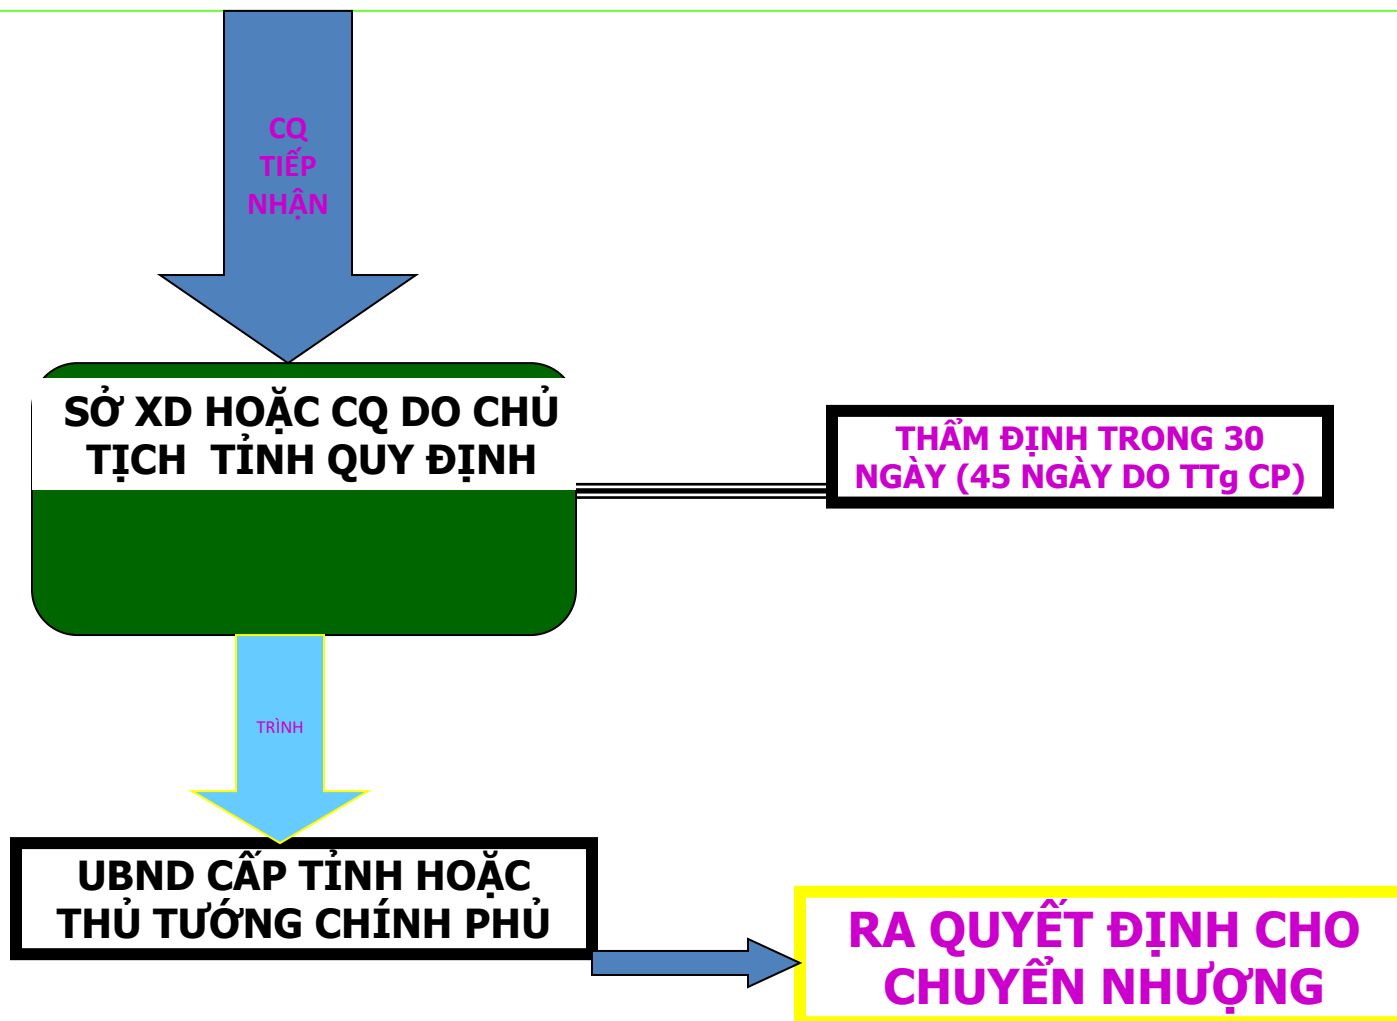 CQ
TIẾP
NHẬN
SỞ XD HOẶC CQ DO CHỦ
TỊCH TỈNH QUY ĐỊNH
THẨM ĐỊNH TRONG 30
NGÀY (45 NGÀY DO TTg CP)
TRÌNH
UBND CẤP TỈNH HOẶC
THỦ TƯỚNG CHÍNH PHỦ
RA QUYẾT ĐỊNH CHO
CHUYỂN NHƯỢNG